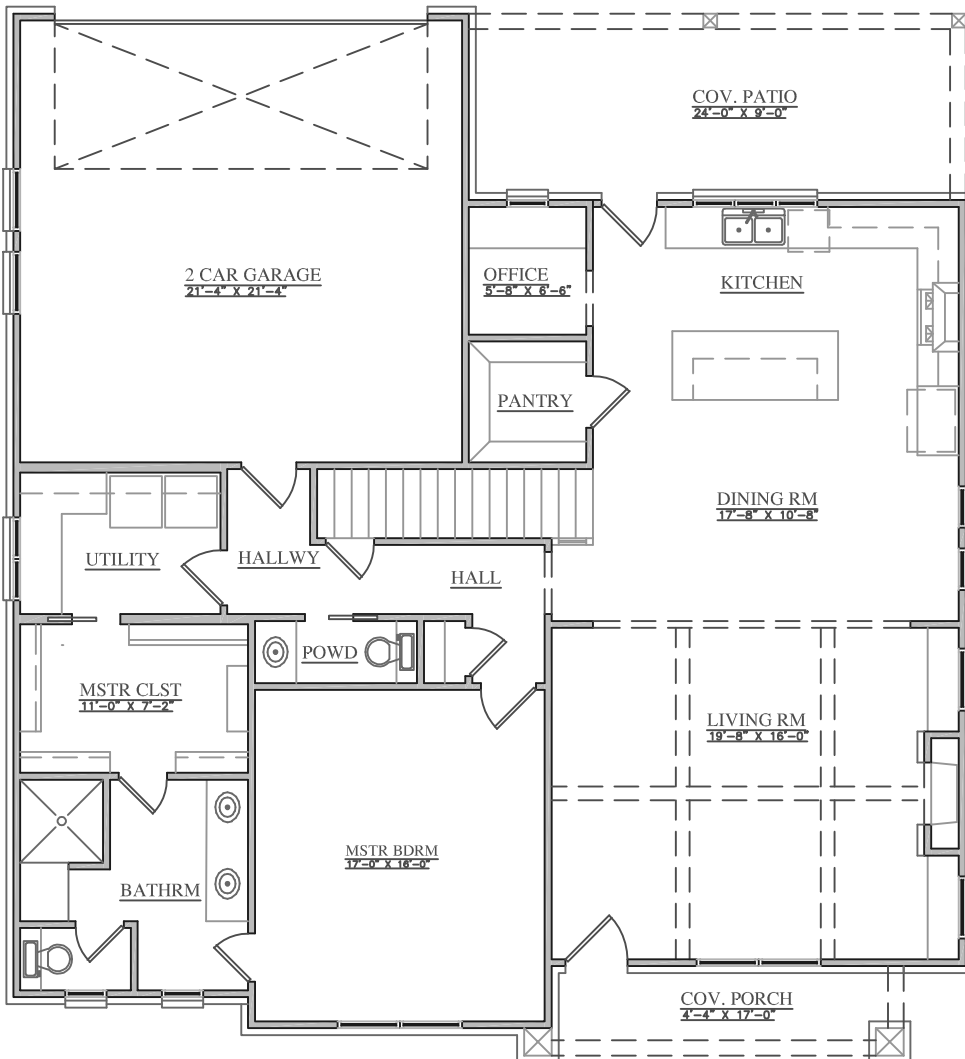 COV. PATIO
24'-0" X 9'-0"
2 CAR GARAGE
21'-4" X 21'-4"
OFFICE
5'-8" X 6'-6"
KITCHEN
PANTRY
DINING RM
17'-8" X 10'-8"
UTILITY
HALLWY
HALL
POWD
MSTR CLST
11'-0" X 7'-2"
LIVING RM
19'-8" X 16'-0"
MSTR BDRM
17'-0" X 16'-0"
BATHRM
COV. PORCH
4'-4" X 17'-0"